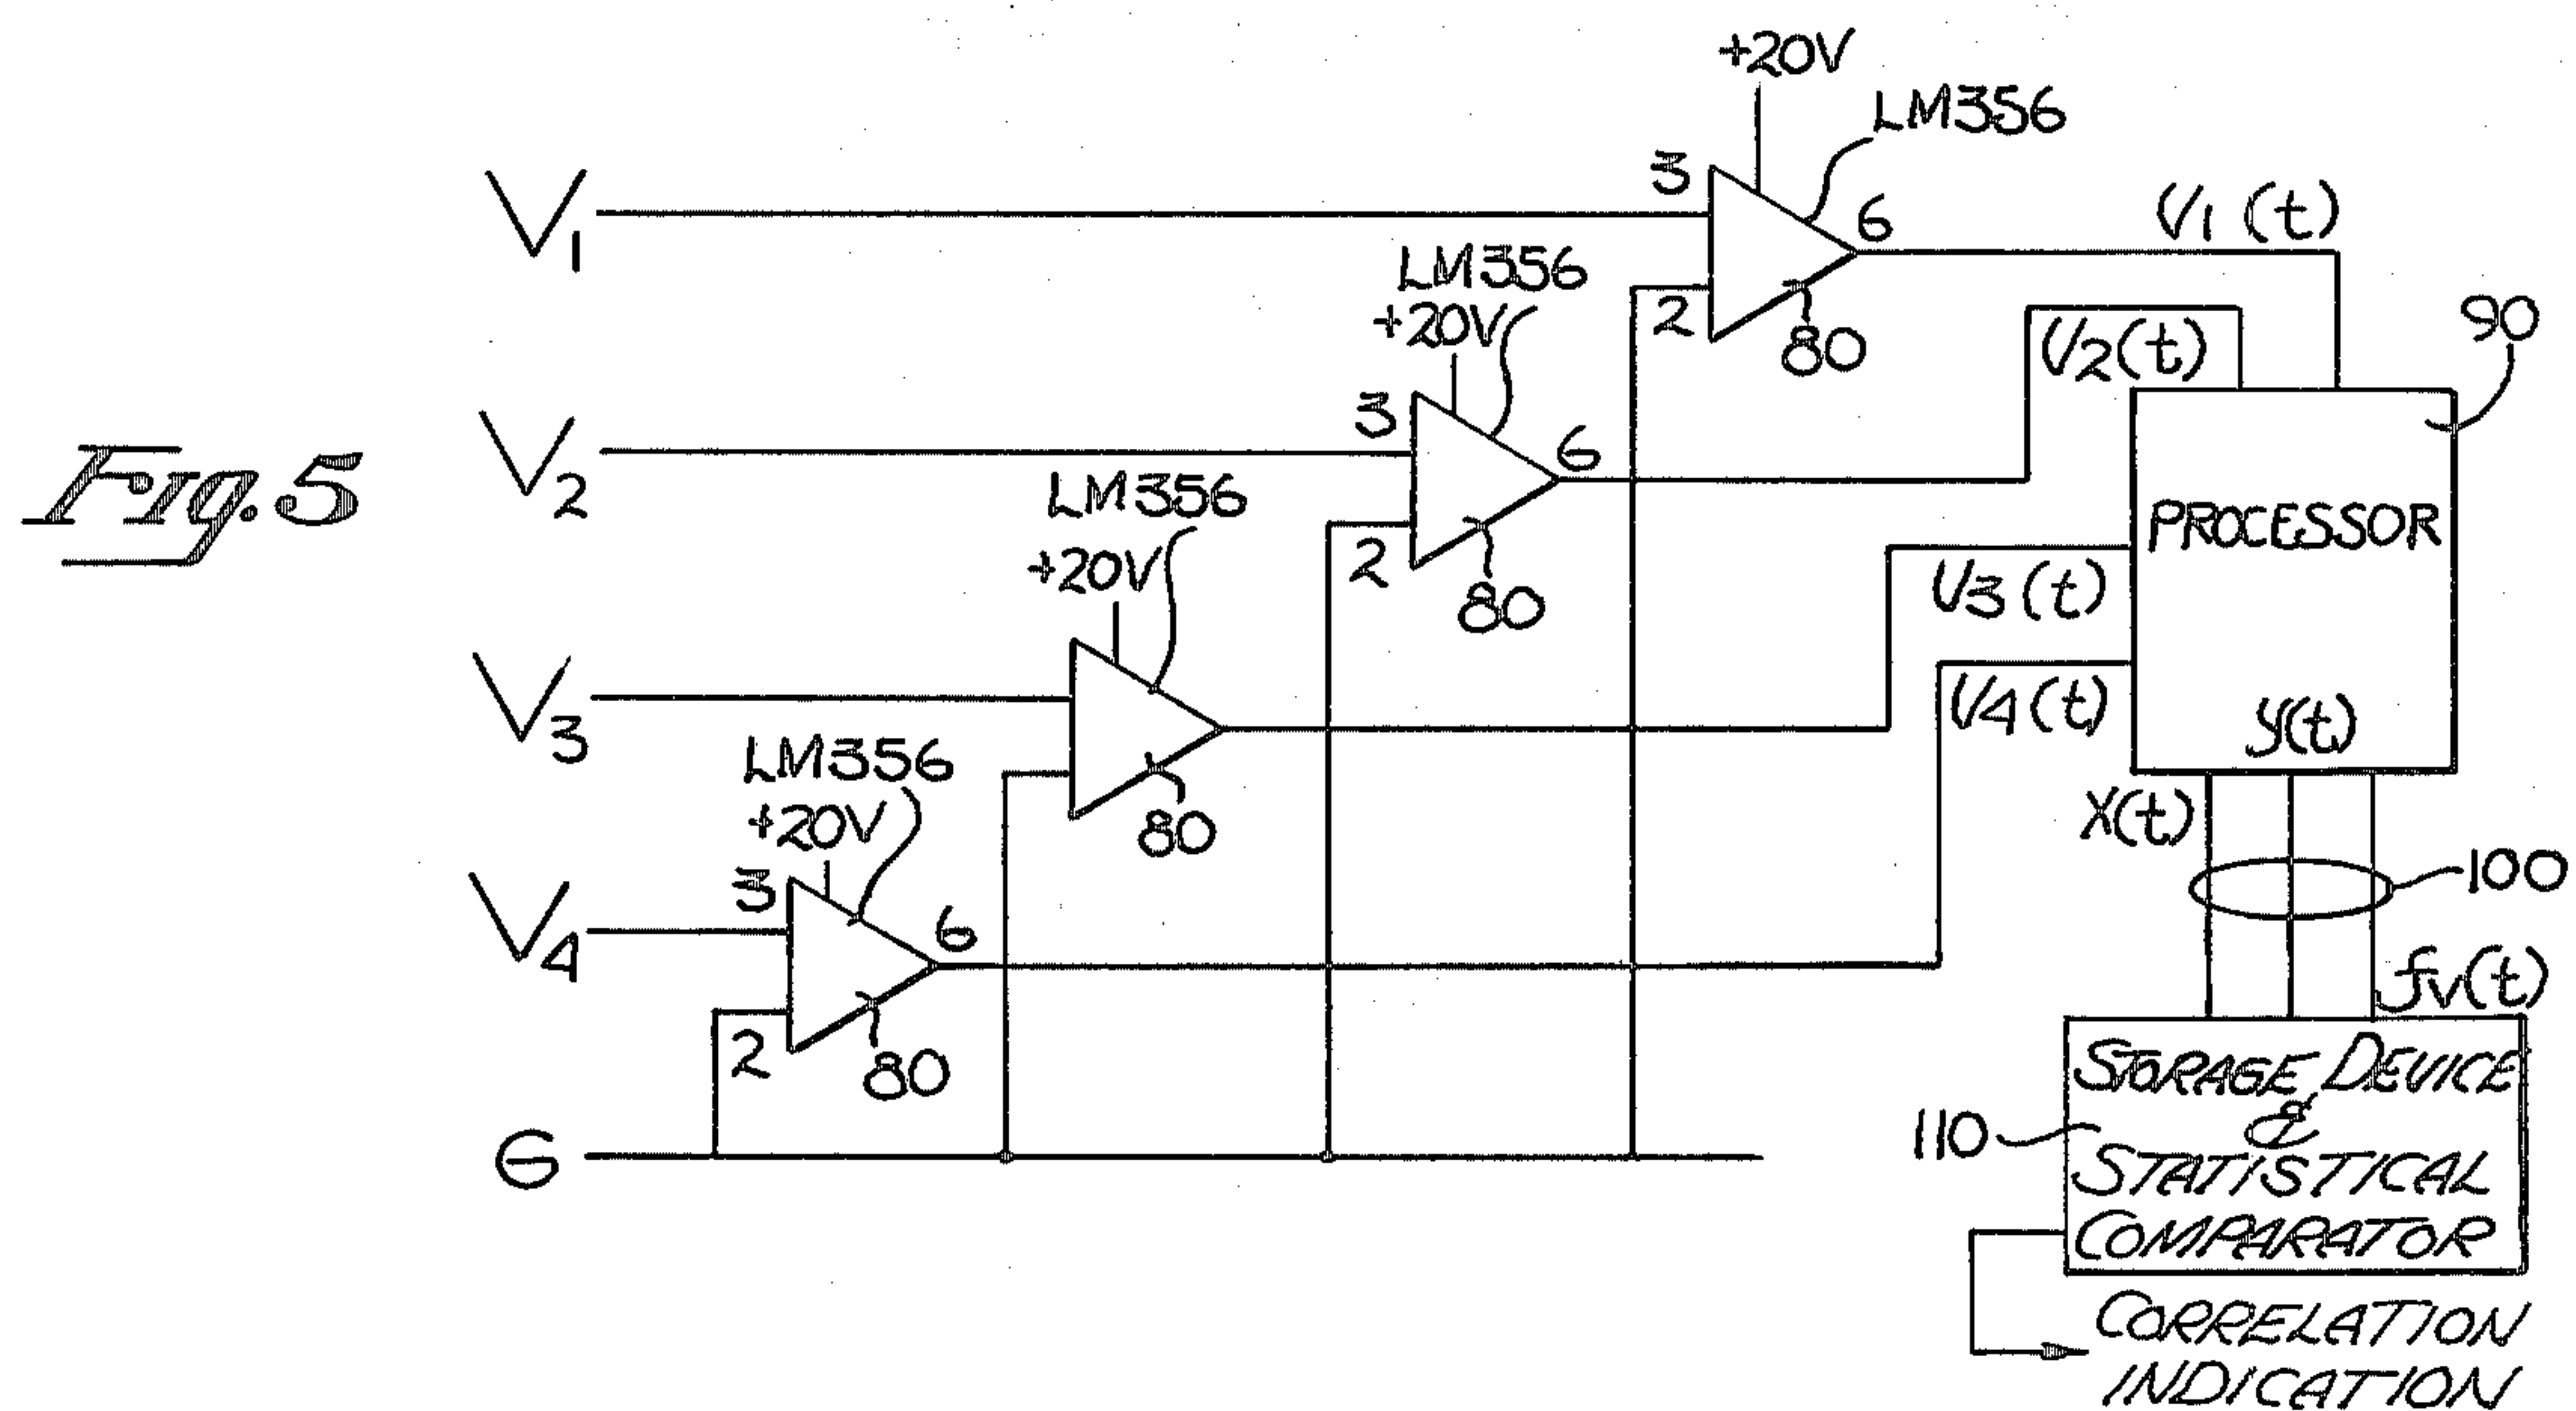 +20V
LM356
3
V1
6
V1(t)
LM356
2
+20V
80
90
V2(t)
3
V2
6
Fig. 5
LM356
PROCESSOR
2
+20V
80
V3(t)
V3
V4(t)
y(t)
LM356
+20V
80
X(t)
3
100
V4
6
fv(t)
2
80
STORAGE DEVICE
&
110
STATISTICAL
G
COMPARATOR
CORRELATION
INDICATION